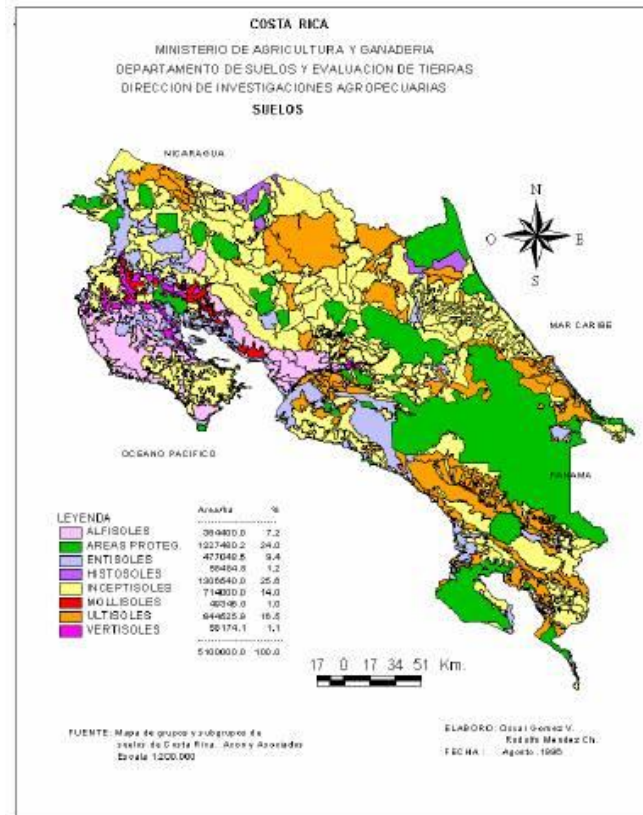 COSTA RICA
MINISTERIO DE AGRICULTURA Y GANADERIA
DEPARTAMENTO DE SUELOS Y EVALUACION DE TIERRAS
DIRECCION DE INVESTIGACIONES AGROPECUARIAS
SUELOS
NICARAGUA
N
O E
S
MAR CARIBE
OCEANO PACIFICO
PANAMA
LEYENDA Area/ha %
ALFISOLES 7.2
AREAS PROTEG. 24.0
ENTISOLES 9.4
HISTOSOLES 1.2
INCEPTISOLES 25.6
14.0
MOLLISOLES 1.0
ULTISOLES 16.5
VERTISOLES 1.1
5100000.0 100.0
17 0 17 34 51 Km.
FUENTE: Mapa de grupos y subgrupos de
suelos de Costa Rica. y Asociados
Escala 1:200.000
ELABORO: Oscar Gomez V.
Rodolfo Mendez Ch.
FECHA : Agosto